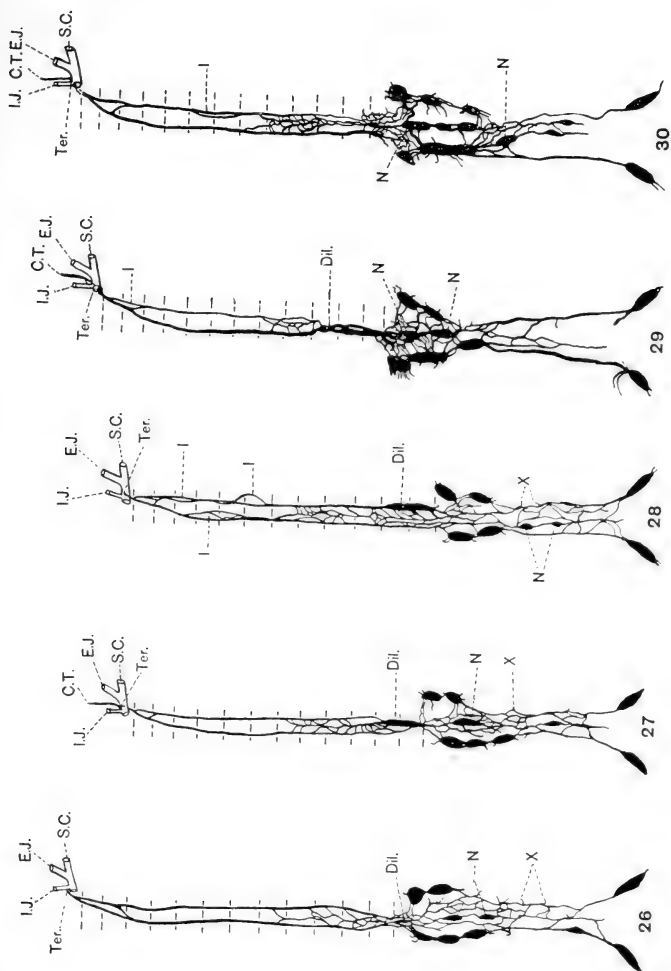 I.J.
C.T.
E.J.
S.C.
Ter.
I
N
N
30
I.J.
C.T.
E.J.
S.C.
Ter.
I
Dil.
N
N
29
I.J.
E.J.
S.C.
Ter.
I
I
I
Dil.
X
N
28
I.J.
C.T.
E.J.
S.C.
Ter.
Dil.
N
X
27
I.J.
E.J.
S.C.
Ter.
Dil.
N
X
26